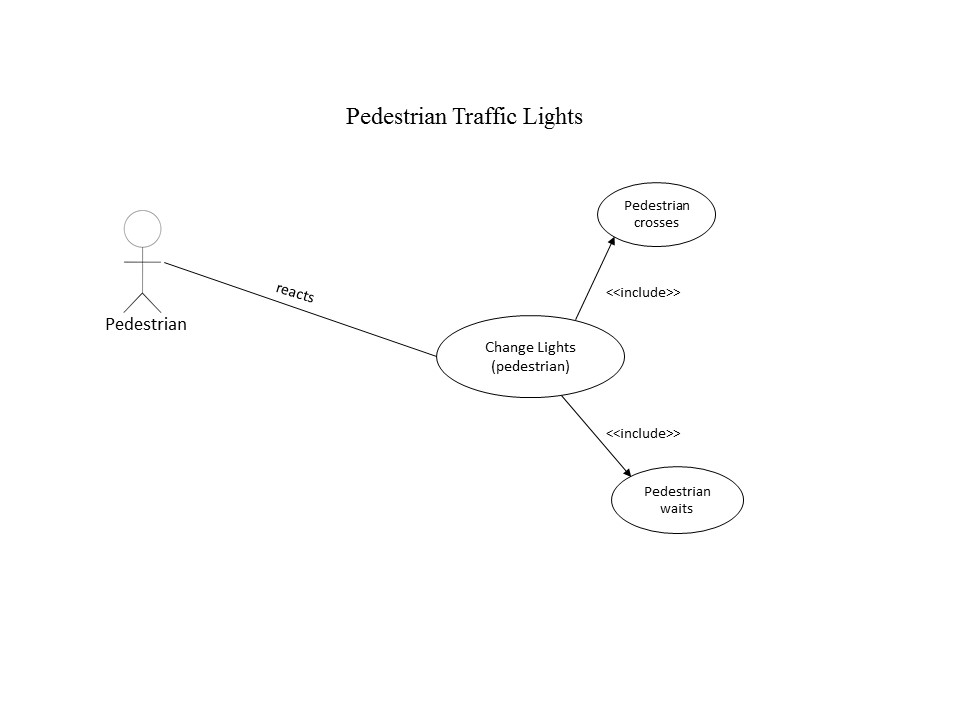 Pedestrian Traffic Lights
Pedestrian
crosses
reacts
<<include>>
Pedestrian
Change Lights
(pedestrian)
<<include>>
Pedestrian
waits